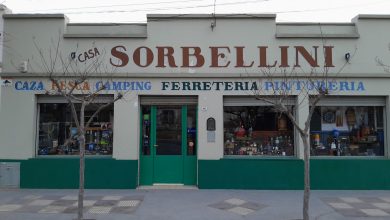 CASA SORBELLINI
CAZA PESCA CAMPING FERRETERIA PINTURERIA